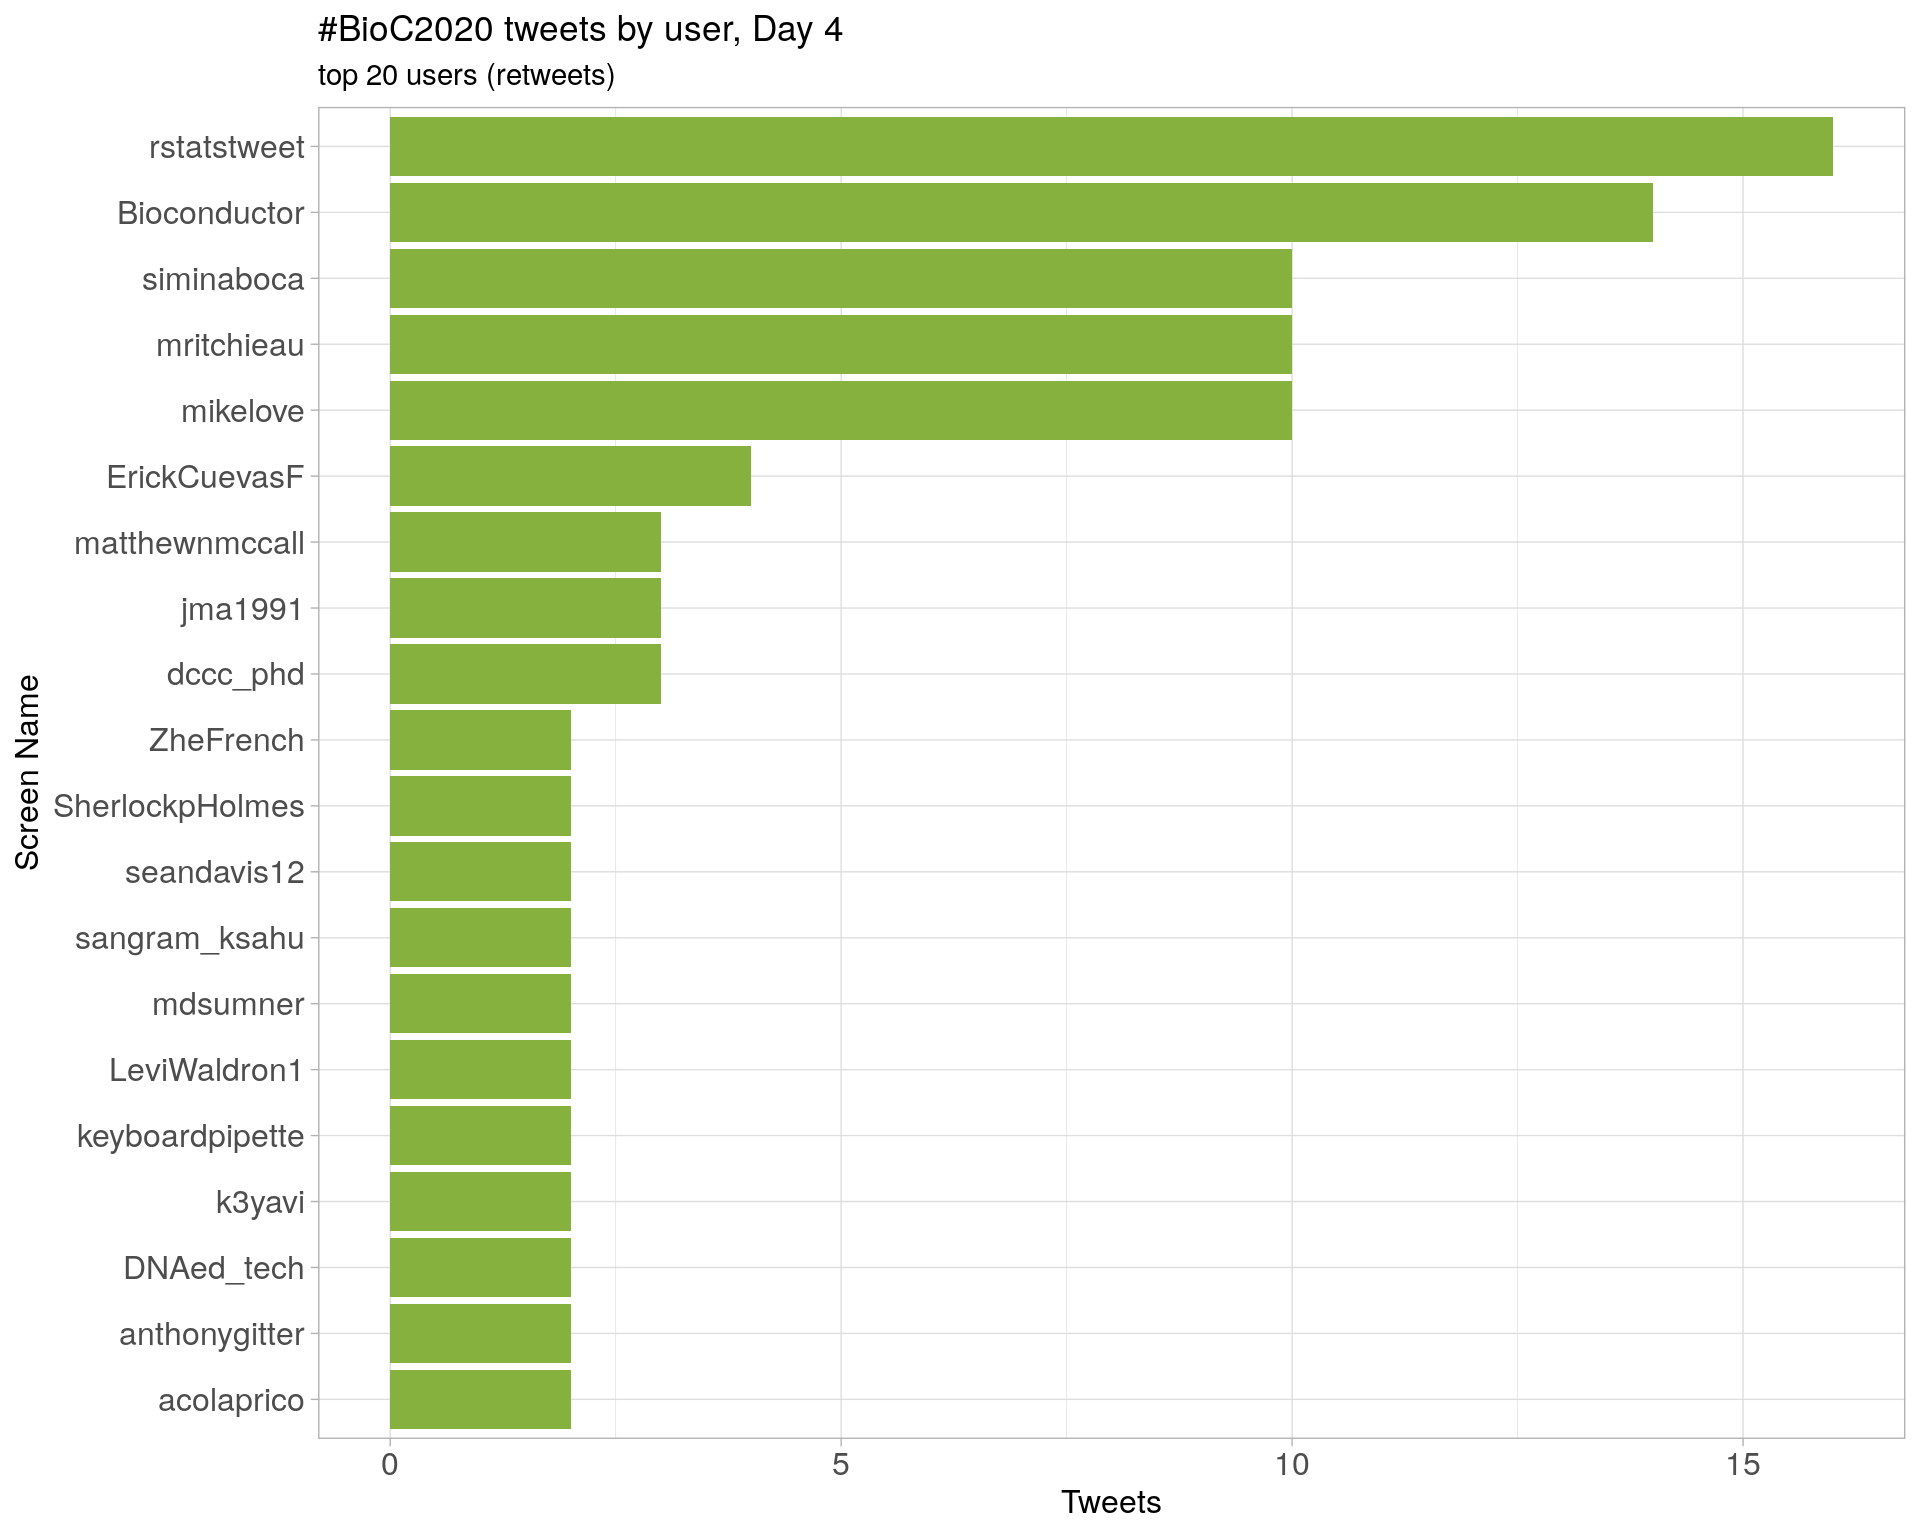 #BioC2020 tweets by user, Day 4
top 20 users (retweets)
rstatstweet
Bioconductor
siminaboca
mritchieau
mikelove
ErickCuevasF
matthewnmccall
jma1991
dccc_phd
ZheFrench
SherlockpHolmes
seandavis12
sangram_ksahu
mdsumner
LeviWaldron1
keyboardpipette
k3yavi
DNAed_tech
anthonygitter
acolaprico
Screen Name
0 5 10 15
Tweets